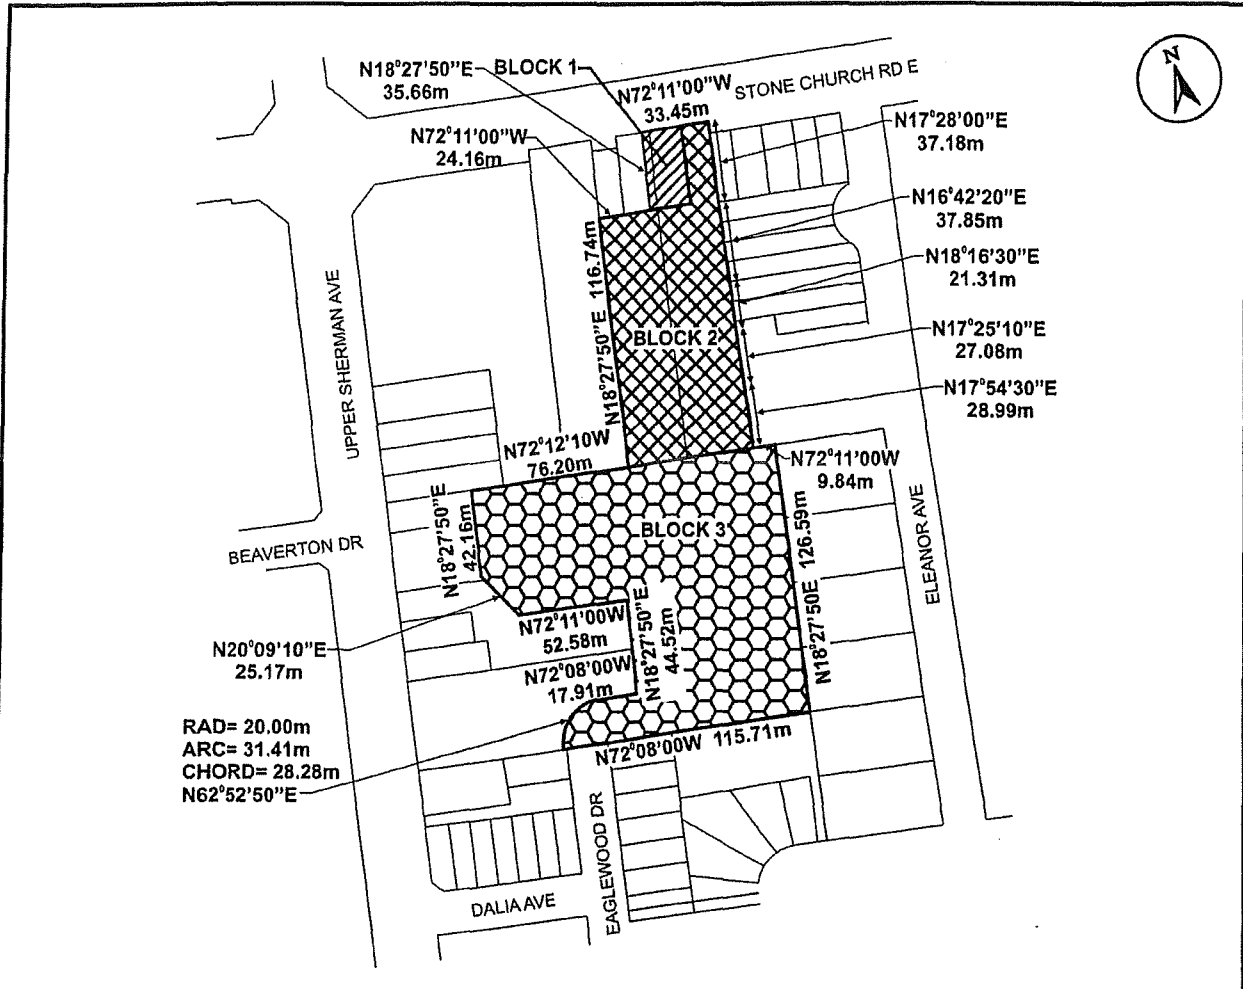 N
N18°27'50"E
35.66m
BLOCK 1
N72°11'00"W
33.45m
STONE CHURCH RD E
N72°11'00"W
24.16m
N17°28'00"E
37.18m
N16°42'20"E
37.85m
N18°16'30"E
21.31m
N17°25'10"E
27.08m
N17°54'30"E
28.99m
N18°27'50"E 116.74m
BLOCK 2
UPPER SHERMAN AVE
N72°12'10W
76.20m
N72°11'00W
9.84m
N18°27'50"E
42.16m
BLOCK 3
N18°27'50E 126.59m
ELEANOR AVE
BEAVERTON DR
N20°09'10"E
25.17m
N72°11'00W
52.58m
N18°27'50"E
44.52m
N72°08'00W
17.91m
RAD= 20.00m
ARC= 31.41m
CHORD= 28.28m
N62°52'50"E
N72°08'00W 115.71m
EAGLEWOOD DR
DALIA AVE